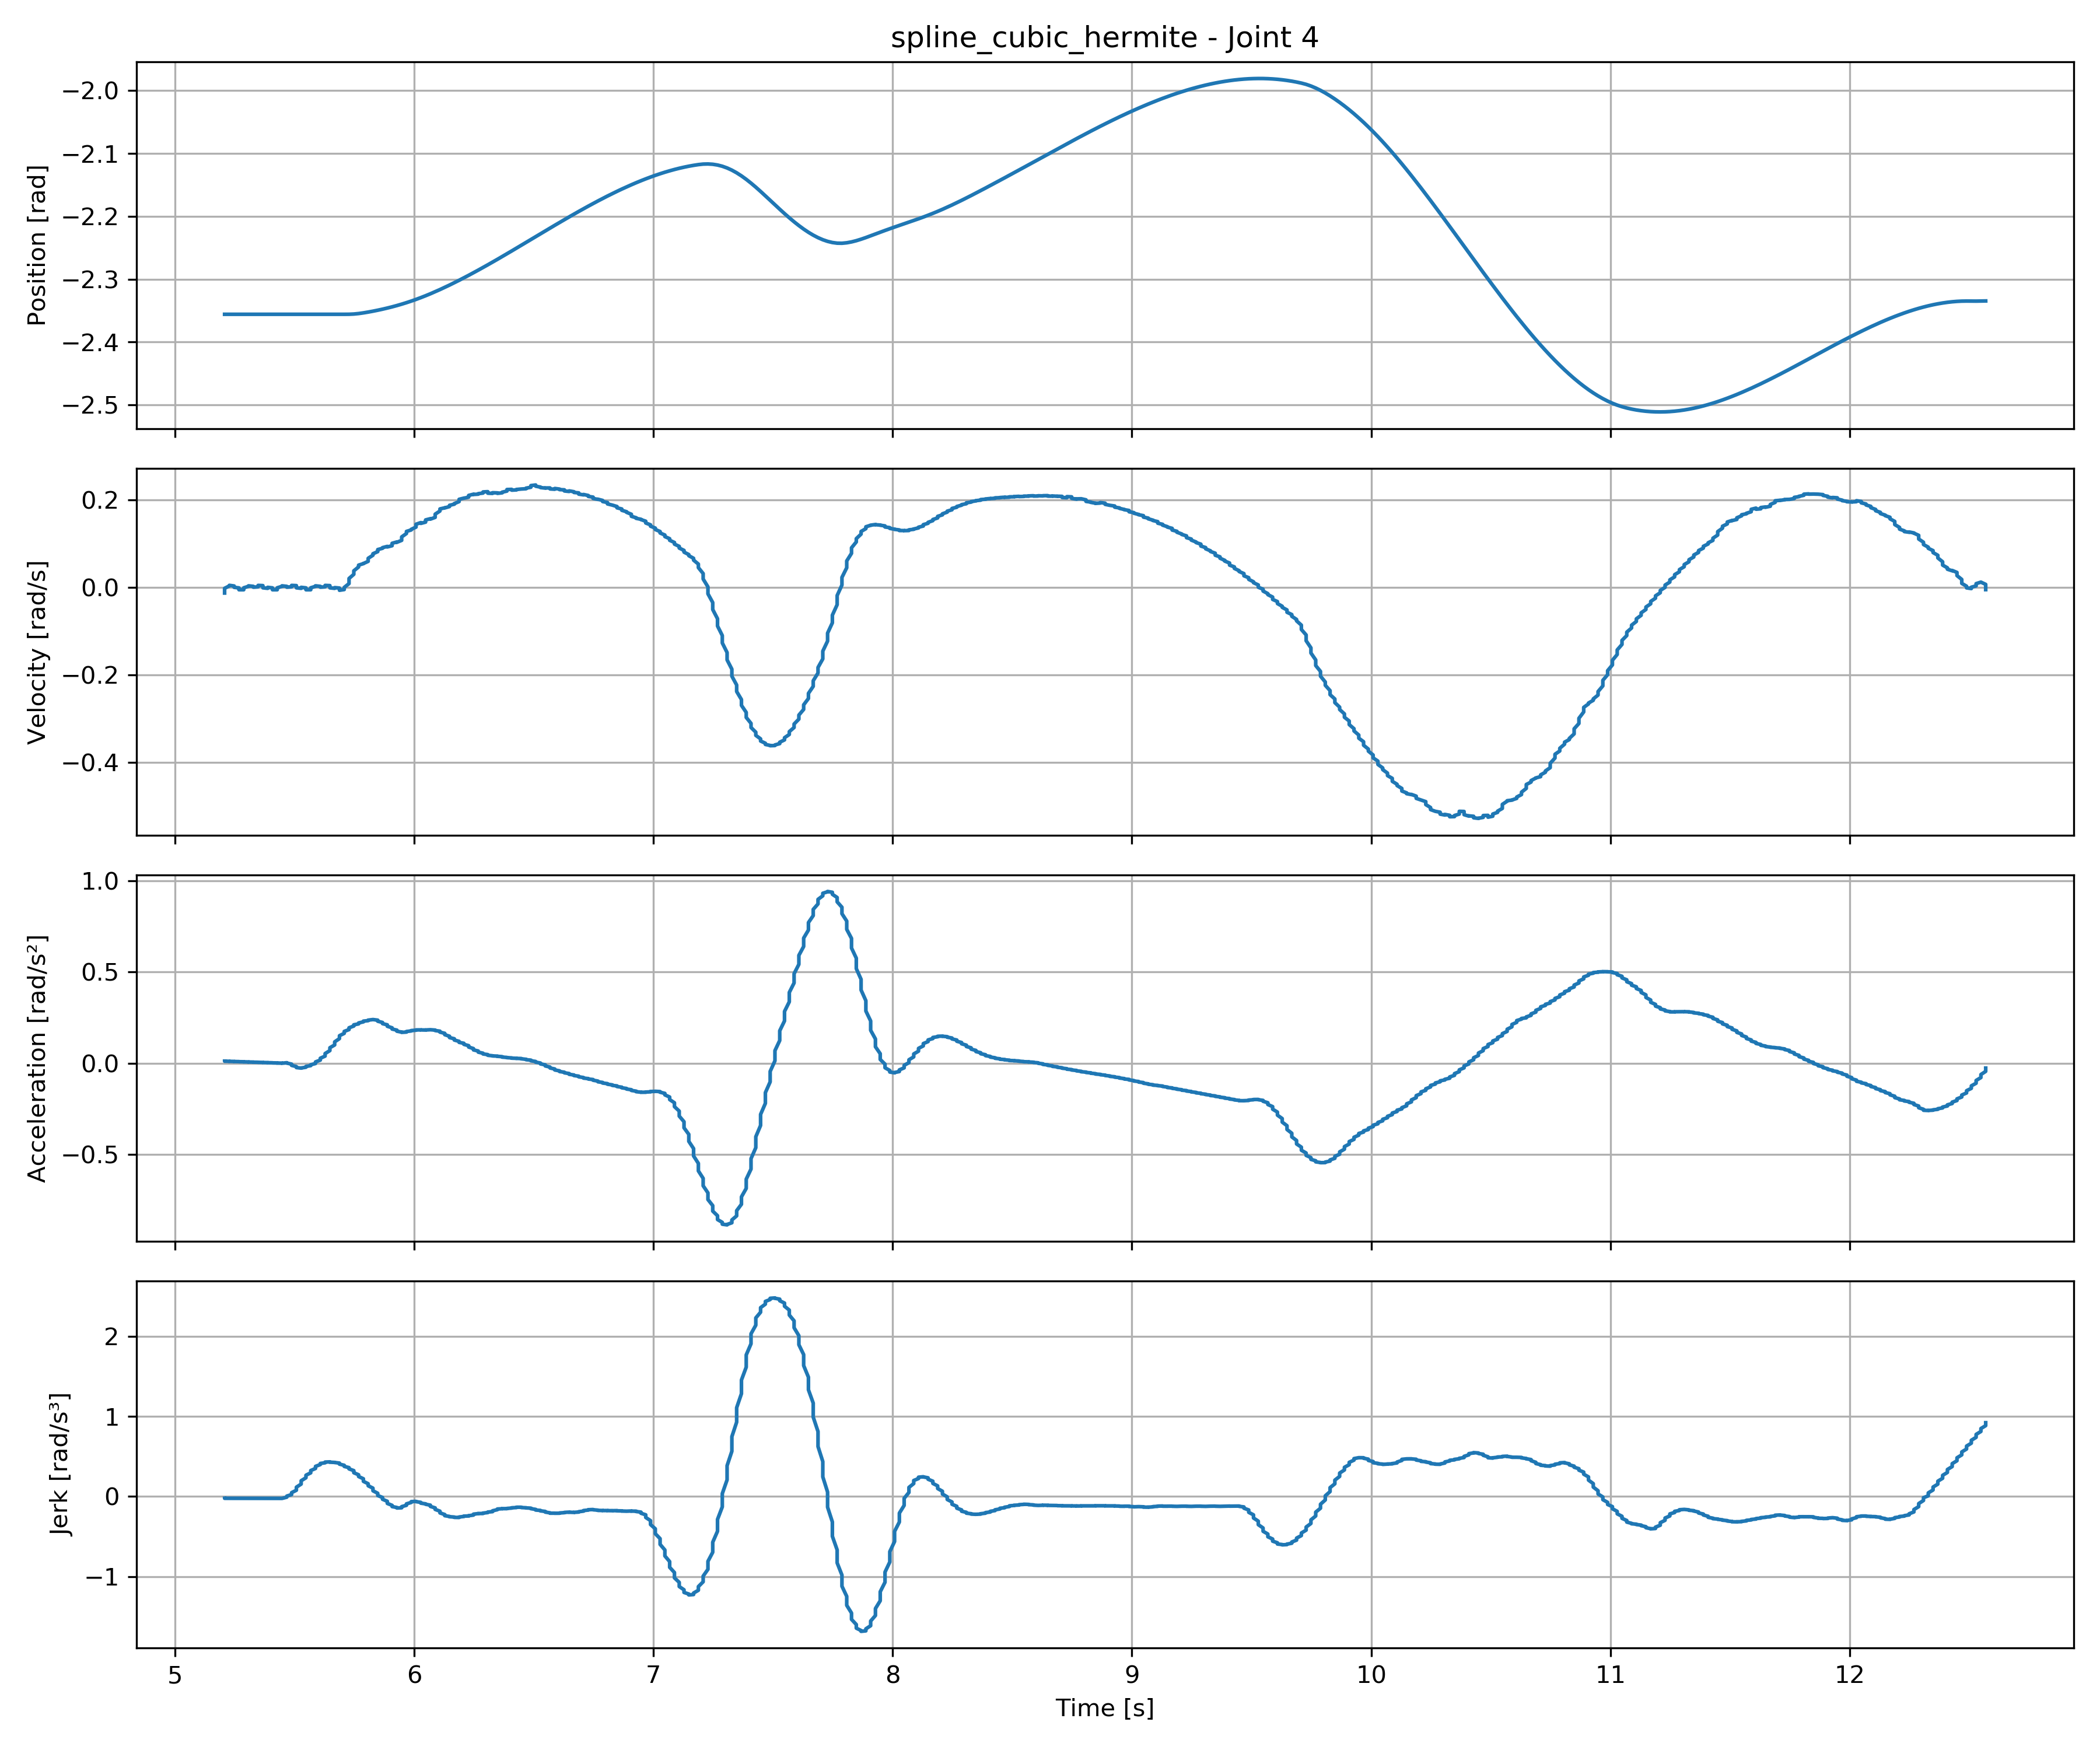 spline_cubic_hermite - Joint 4
Position [rad]
−2.0
−2.1
−2.2
−2.3
−2.4
−2.5
Velocity [rad/s]
0.2
0.0
−0.2
−0.4
Acceleration [rad/s²]
1.0
0.5
0.0
−0.5
Jerk [rad/s³]
2
1
0
−1
5 6 7 8 9 10 11 12
Time [s]